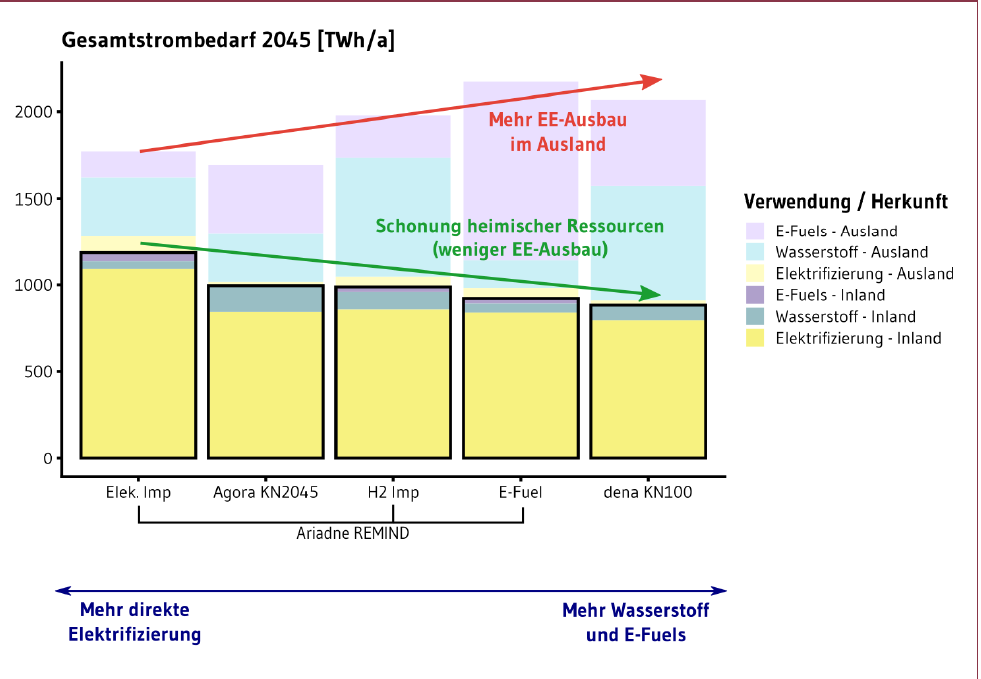 Gesamtstrombedarf 2045 [TWh/a]
2000
1500
1000
500
0
Mehr EE-Ausbau
im Ausland
Schonung heimischer Ressourcen
(weniger EE-Ausbau)
Verwendung / Herkunft
E-Fuels - Ausland
Wasserstoff - Ausland
Elektrifizierung - Ausland
E-Fuels - Inland
Wasserstoff - Inland
Elektrifizierung - Inland
Elek. Imp
Agora KN2045
H2 Imp
E-Fuel
dena KN100
Ariadne REMIND
Mehr direkte
Elektrifizierung
Mehr Wasserstoff
und E-Fuels